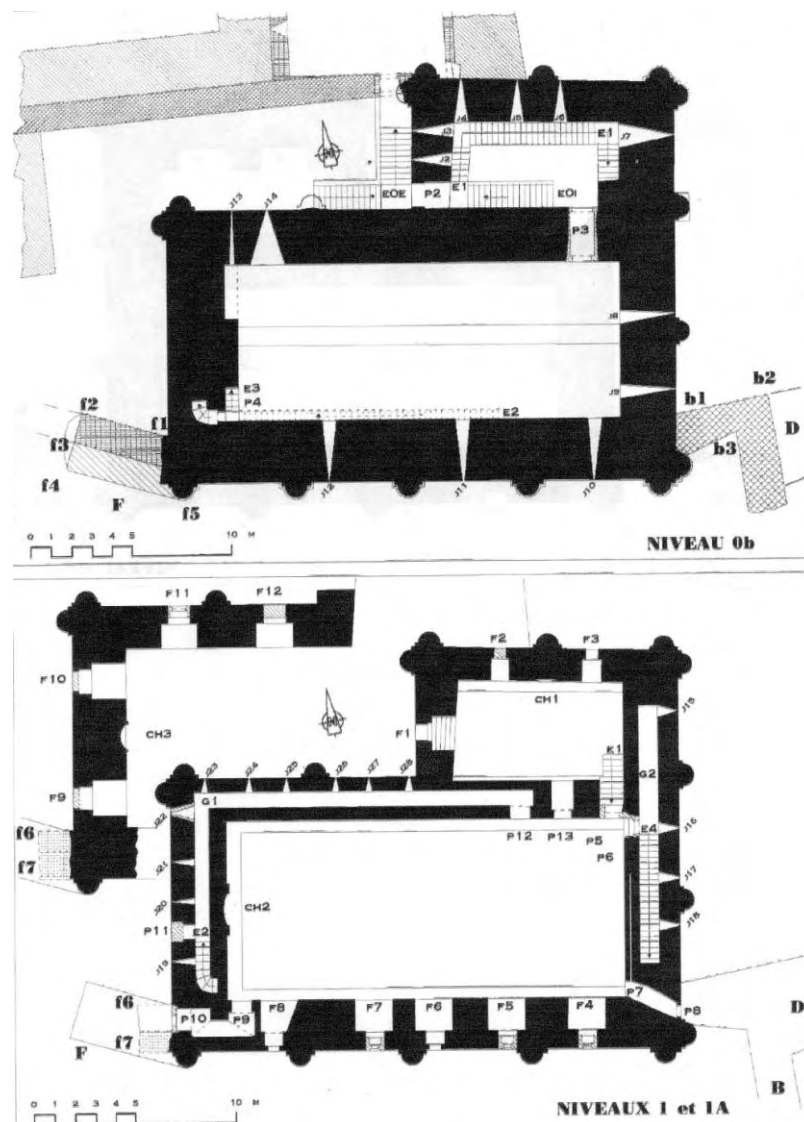 J4 J5 J6
J3 E1 J7
J2
E1
EOE P2 EOI
J13 J14
P3
J8
E3
P4
J9
E2
f2 f1
f3
f4
F
f5
b1 b2
b3
D
J12 J11 J10
0 1 2 3 4 5 10 M
NIVEAU 0b
F11 F12
F10
CH3
F9
f6
f7
F2 F3
CH1
F1
E1
J15
G2
J23 J24 J25 J26 J27 J28
G1
J22
P12 P13 P5
P6
E4 J16
J21
J17
J20
CH2
P11 E2
J18
J19
f6
f7
F
P10 P9 F8 F7 F6 F5 F4
P7
P8
D
B
0 1 2 3 4 5 10 M
NIVEAUX 1 et 1A